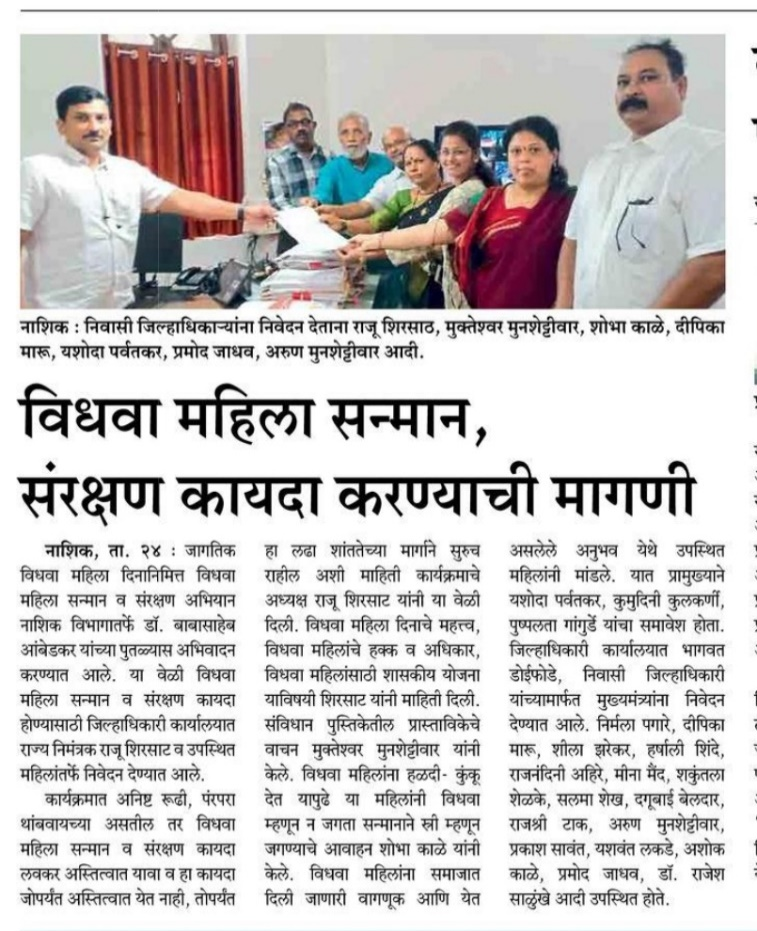 नाशिक : निवासी जिल्हाधिकाऱ्यांना निवेदन देताना राजू शिरसाठ, मुक्तेश्वर मुनशेट्टीवार, शोभा काळे, दीपिका
मारू, यशोदा पर्वतकर, प्रमोद जाधव, अरुण मुनशेट्टीवार आदी.
विधवा महिला सन्मान,
संरक्षण कायदा करण्याची मागणी
नाशिक, ता. २४ : जागतिक
विधवा महिला दिनानिमित्त विधवा
महिला सन्मान व संरक्षण अभियान
नाशिक विभागातर्फे डॉ. बाबासाहेब
आंबेडकर यांच्या पुतळ्यास अभिवादन
करण्यात आले. या वेळी विधवा
महिला सन्मान व संरक्षण कायदा
होण्यासाठी जिल्हाधिकारी कार्यालयात
राज्य निमंत्रक राजू शिरसाट व उपस्थित
महिलांतर्फे निवेदन देण्यात आले.
कार्यक्रमात अनिष्ट रूढी, पंरपरा
थांबवायच्या असतील तर विधवा
महिला सन्मान व संरक्षण कायदा
लवकर अस्तित्वात यावा व हा कायदा
जोपर्यंत अस्तित्वात येत नाही, तोपर्यंत
हा लढा शांततेच्या मार्गाने सुरुच
राहील अशी माहिती कार्यक्रमाचे
अध्यक्ष राजू शिरसाट यांनी या वेळी
दिली. विधवा महिला दिनाचे महत्त्व,
विधवा महिलांचे हक्क व अधिकार,
विधवा महिलांसाठी शासकीय योजना
याविषयी शिरसाट यांनी माहिती दिली.
संविधान पुस्तिकेतील प्रास्ताविकेचे
वाचन मुक्तेश्वर मुनशेट्टीवार यांनी
केले. विधवा महिलांना हळदी- कुंकू
देत यापुढे या महिलांनी विधवा
म्हणून न जगता सन्मानाने स्री म्हणून
जगण्याचे आवाहन शोभा काळे यांनी
केले. विधवा महिलांना समाजात
दिली जाणारी वागणूक आणि येत
असलेले अनुभव येथे उपस्थित
महिलांनी मांडले. यात प्रामुख्याने
यशोदा पर्वतकर, कुमुदिनी कुलकर्णी,
पुष्पलता गांगुर्डे यांचा समावेश होता.
जिल्हाधिकारी कार्यालयात भागवत
डोईफोडे, निवासी जिल्हाधिकारी
यांच्यामार्फत मुख्यमंत्र्यांना निवेदन
देण्यात आले. निर्मला पगारे, दीपिका
मारू, शीला झरेकर, हर्षाली शिंदे,
राजनंदिनी अहिरे, मीना मैंद, शकुंतला
शेळके, सलमा शेख, दगूबाई बेलदार,
राजश्री टाक, अरुण मुनशेट्टीवार,
प्रकाश सावंत, यशवंत लकडे, अशोक
काळे, प्रमोद जाधव, डॉ. राजेश
साळुंखे आदी उपस्थित होते.